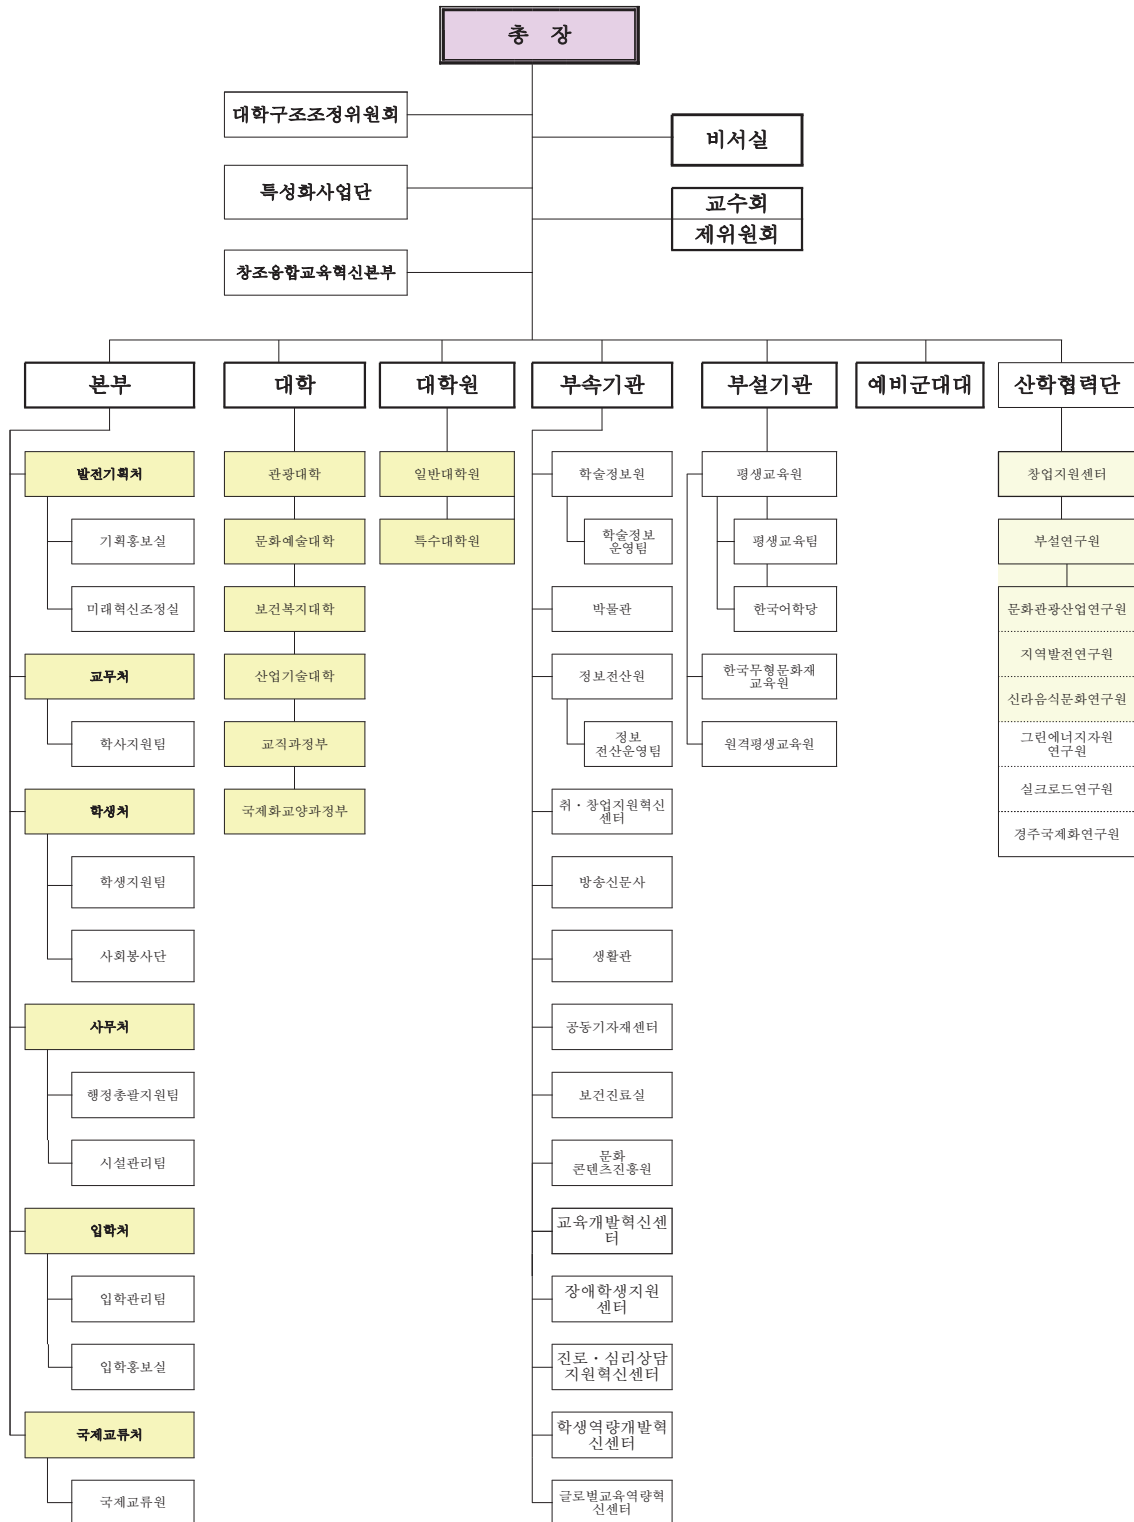 총 장
대학구조조정위원회
비서실
특성화사업단
교수회
제위원회
창조융합교육혁신본부
본부
대학
대학원
부속기관
부설기관
예비군대대
산학협력단
발전기획처
기획홍보실
미래혁신조정실
교무처
학사지원팀
학생처
학생지원팀
사회봉사단
사무처
행정총괄지원팀
시설관리팀
입학처
입학관리팀
입학홍보실
국제교류처
국제교류원
관광대학
문화예술대학
보건복지대학
산업기술대학
교직과정부
국제화교양과정부
일반대학원
특수대학원
학술정보원
학술정보
운영팀
박물관
정보전산원
정보
전산운영팀
취·창업지원혁신
센터
방송신문사
생활관
공동기자재센터
보건진료실
문화
콘텐츠진흥원
교육개발혁신센
터
장애학생지원
센터
진로·심리상담
지원혁신센터
학생역량개발혁
신센터
글로벌교육역량혁
신센터
평생교육원
평생교육팀
한국어학당
한국무형문화재
교육원
원격평생교육원
창업지원센터
부설연구원
문화관광산업연구원
지역발전연구원
신라음식문화연구원
그린에너지자원
연구원
실크로드연구원
경주국제화연구원